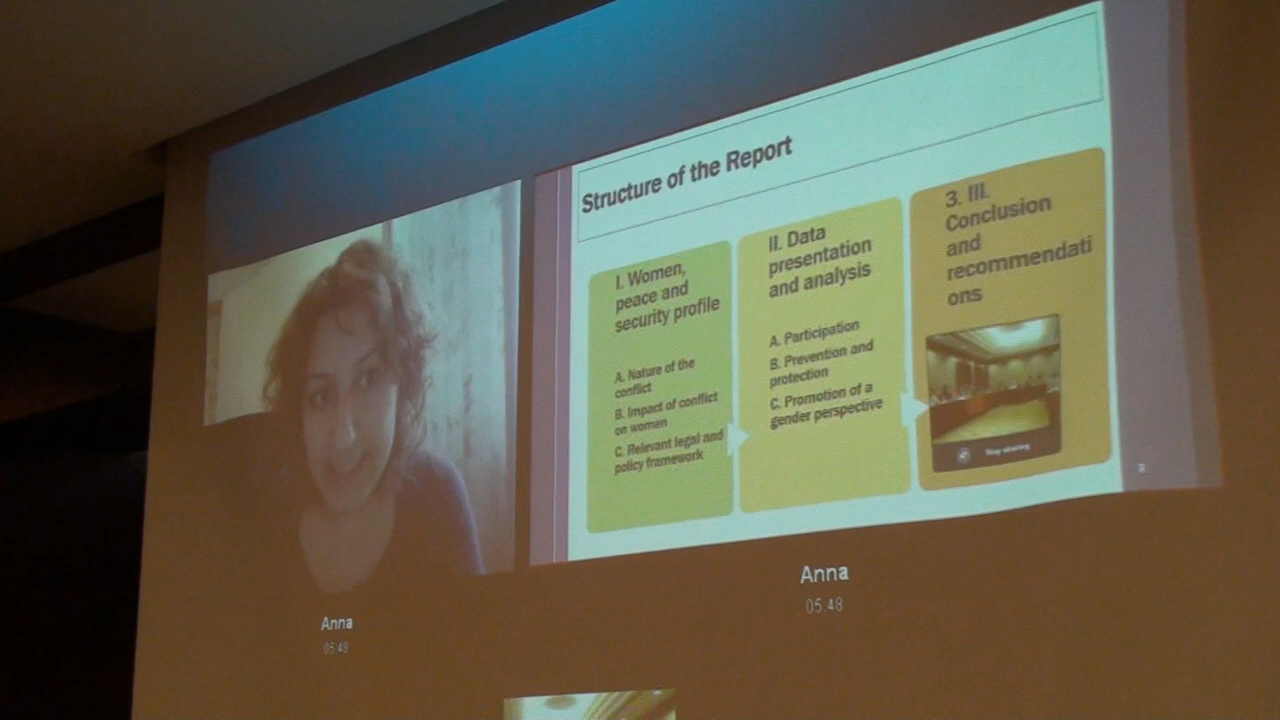 Structure of the Report
I. Women,
peace and
security profile
A. Nature of the
conflict
B. Impact of conflict
on women
C. Relevant legal and
policy framework
II. Data
presentation
and analysis
A. Participation
B. Prevention and
protection
C. Promotion of a
gender perspective
3. III.
Conclusion
and
recommendati
ons
Stop sharing
Anna
05:48
Anna
05:48